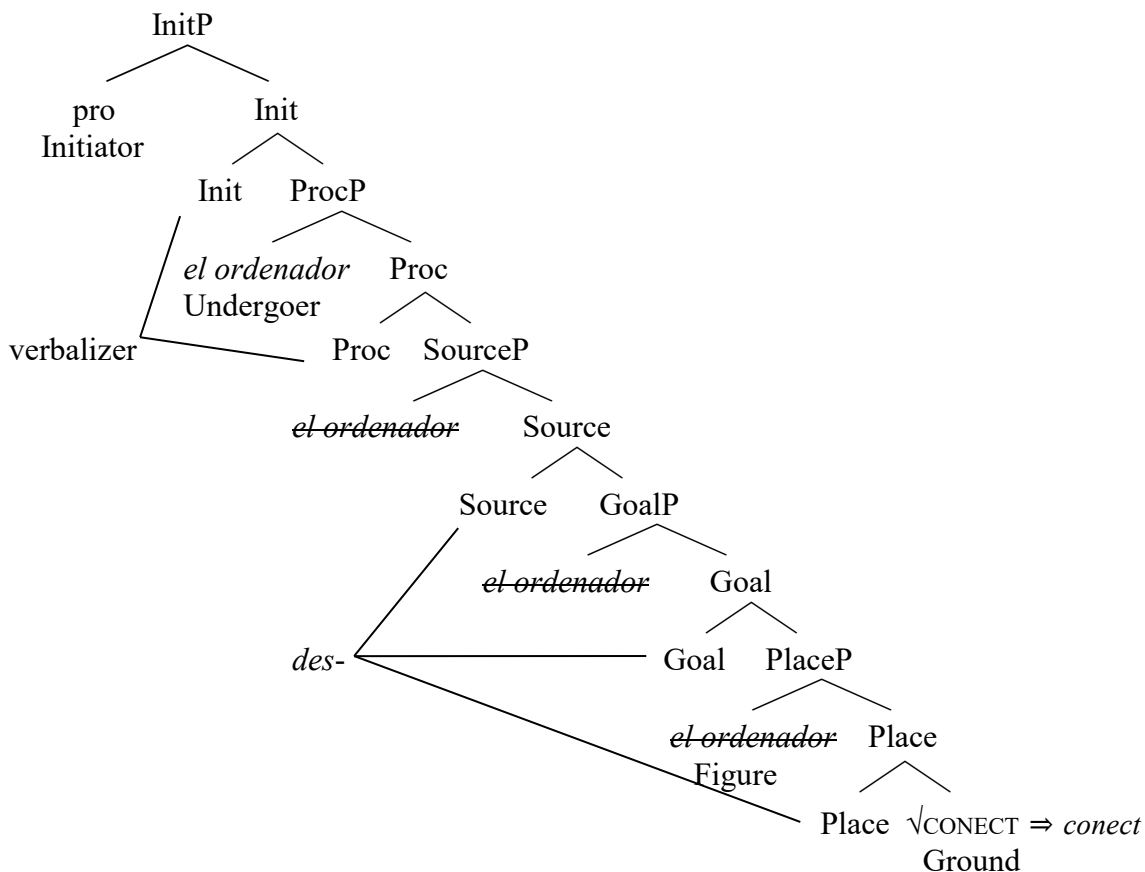 InitP
pro Init
Initiator
Init ProcP
el ordenador Proc
Undergoer
verbalizer Proc SourceP
el ordenador Source
Source GoalP
el ordenador Goal
des- Goal PlaceP
el ordenador Place
Figure
Place √CONECT ⇒ conect
Ground